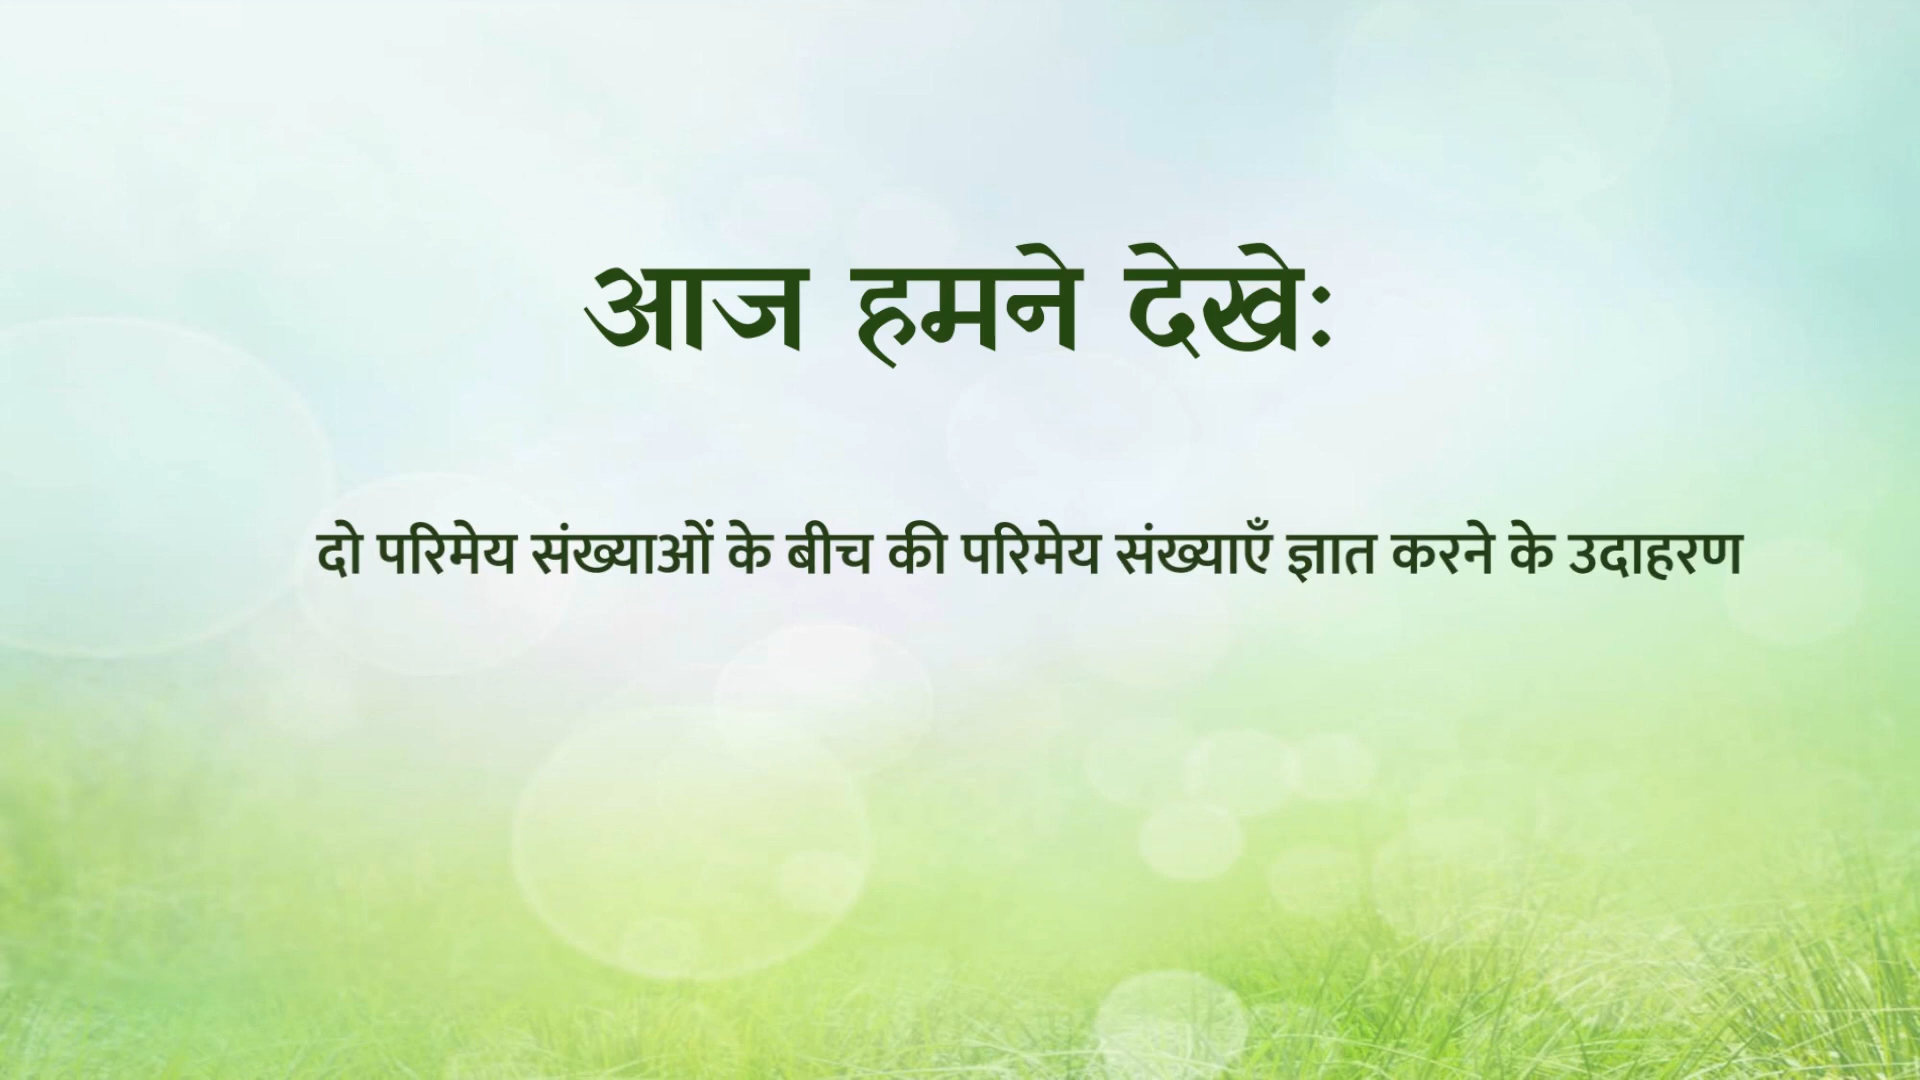 आज हमने देखेः
दो परिमेय संख्याओं के बीच की परिमेय संख्याएँ ज्ञात करने के उदाहरण